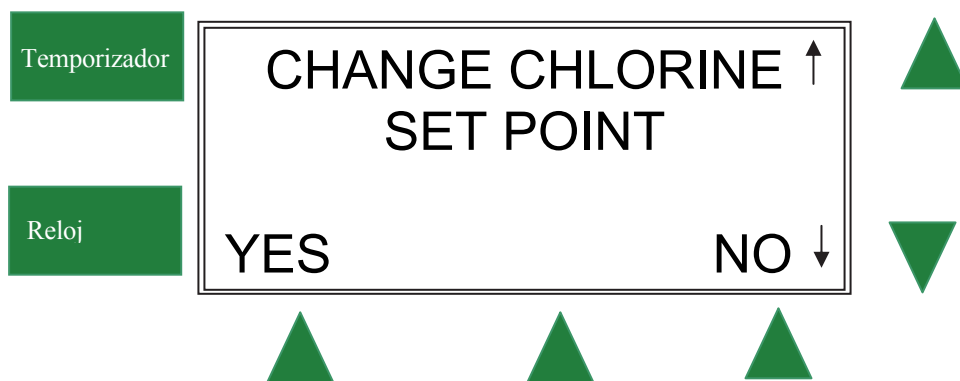 Temporizador
CHANGE CHLORINE ↑
SET POINT
Reloj
YES NO ↓